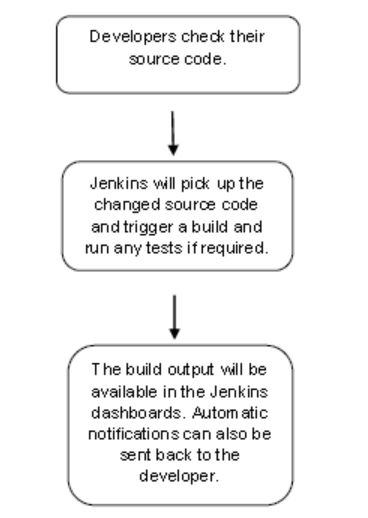 Developers check their
source code.
Jenkins will pick up the
changed source code
and trigger a build and
run any tests if required.
The build output will be
available in the Jenkins
dashboards. Automatic
notifications can also be
sent back to the
developer.